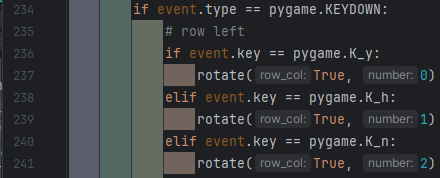 234 if event.type == pygame.KEYDOWN:
235 # row left
236 if event.key == pygame.K_y:
237 rotate( row_col: True, number: 0)
238 elif event.key == pygame.K_h:
239 rotate( row_col: True, number: 1)
240 elif event.key == pygame.K_n:
241 rotate( row_col: True, number: 2)